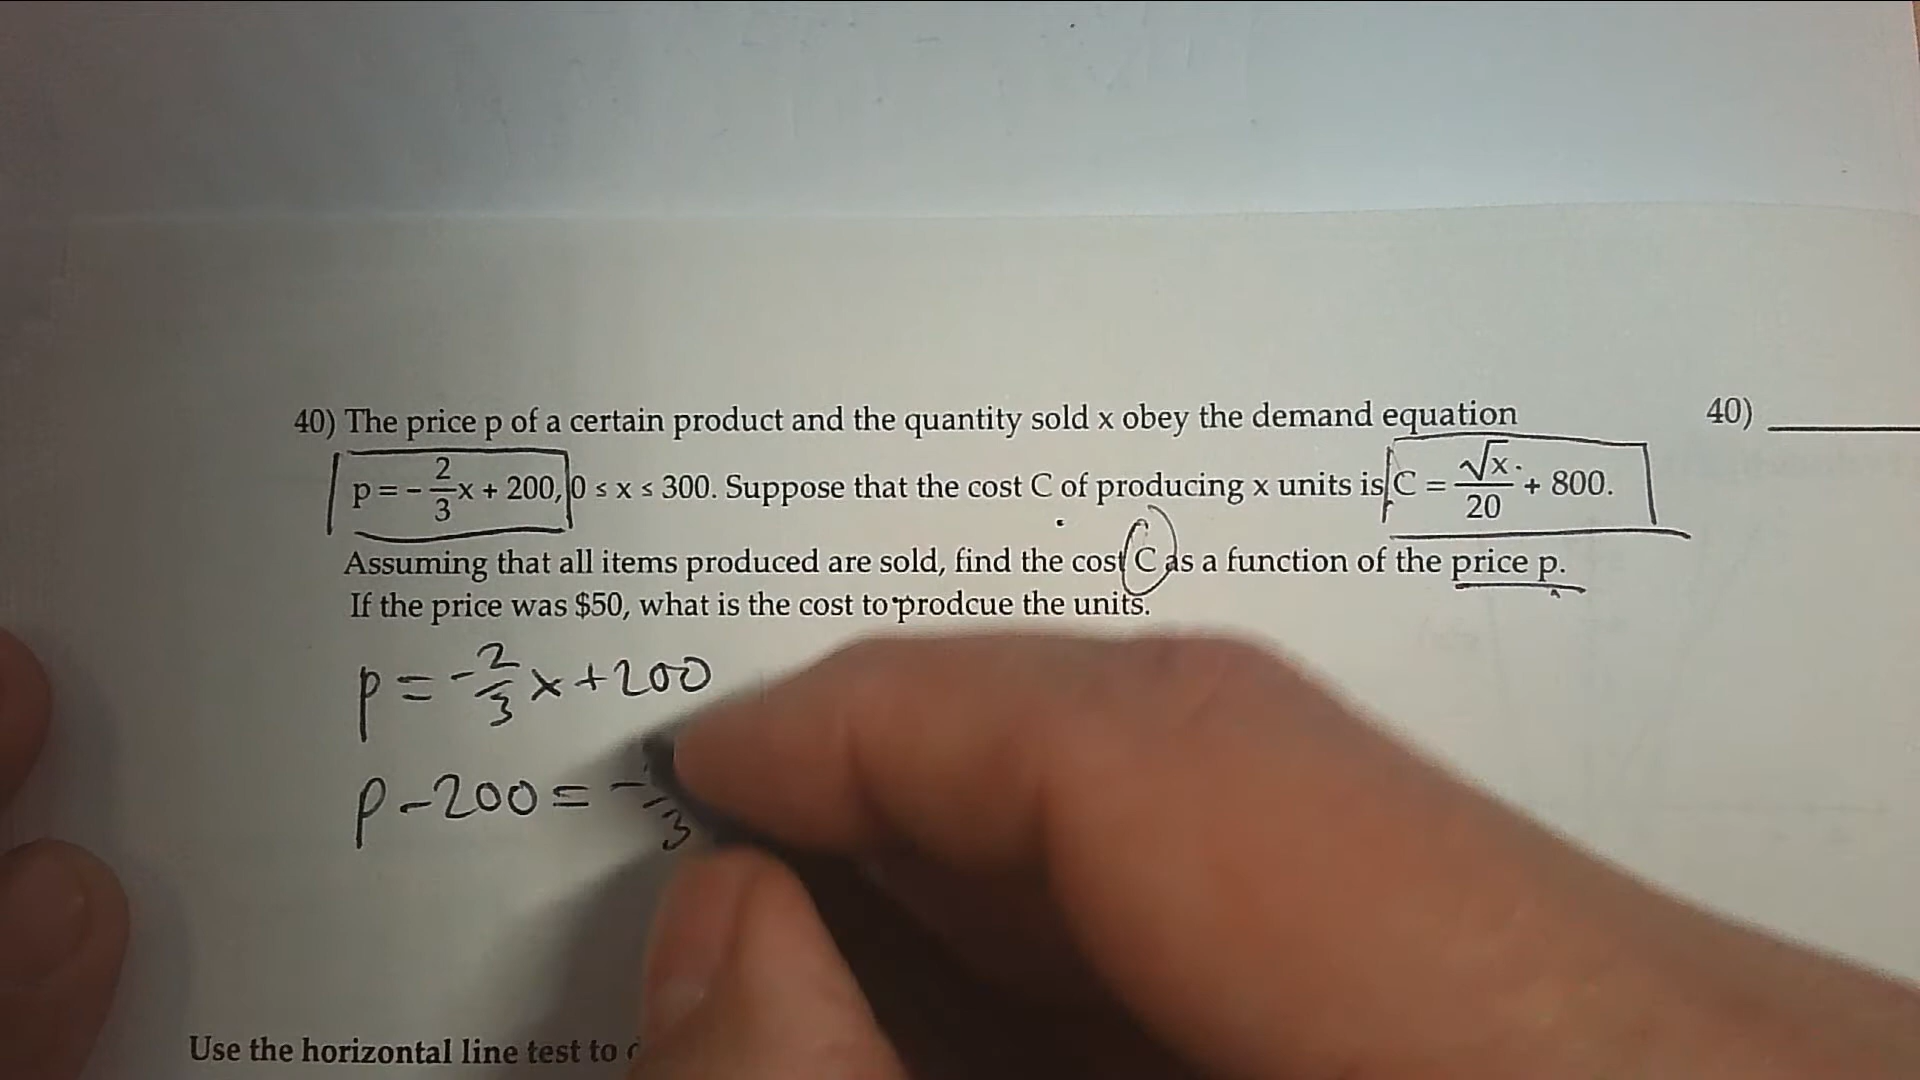 40) The price p of a certain product and the quantity sold x obey the demand equation
40)
p = - 2/3 x + 200, 0 ≤ x ≤ 300. Suppose that the cost C of producing x units is C = √x/20 + 800.
Assuming that all items produced are sold, find the cost C as a function of the price p.
If the price was $50, what is the cost to prodcue the units.
p = - 2/3 x + 200
p - 200 = - /3
Use the horizontal line test to